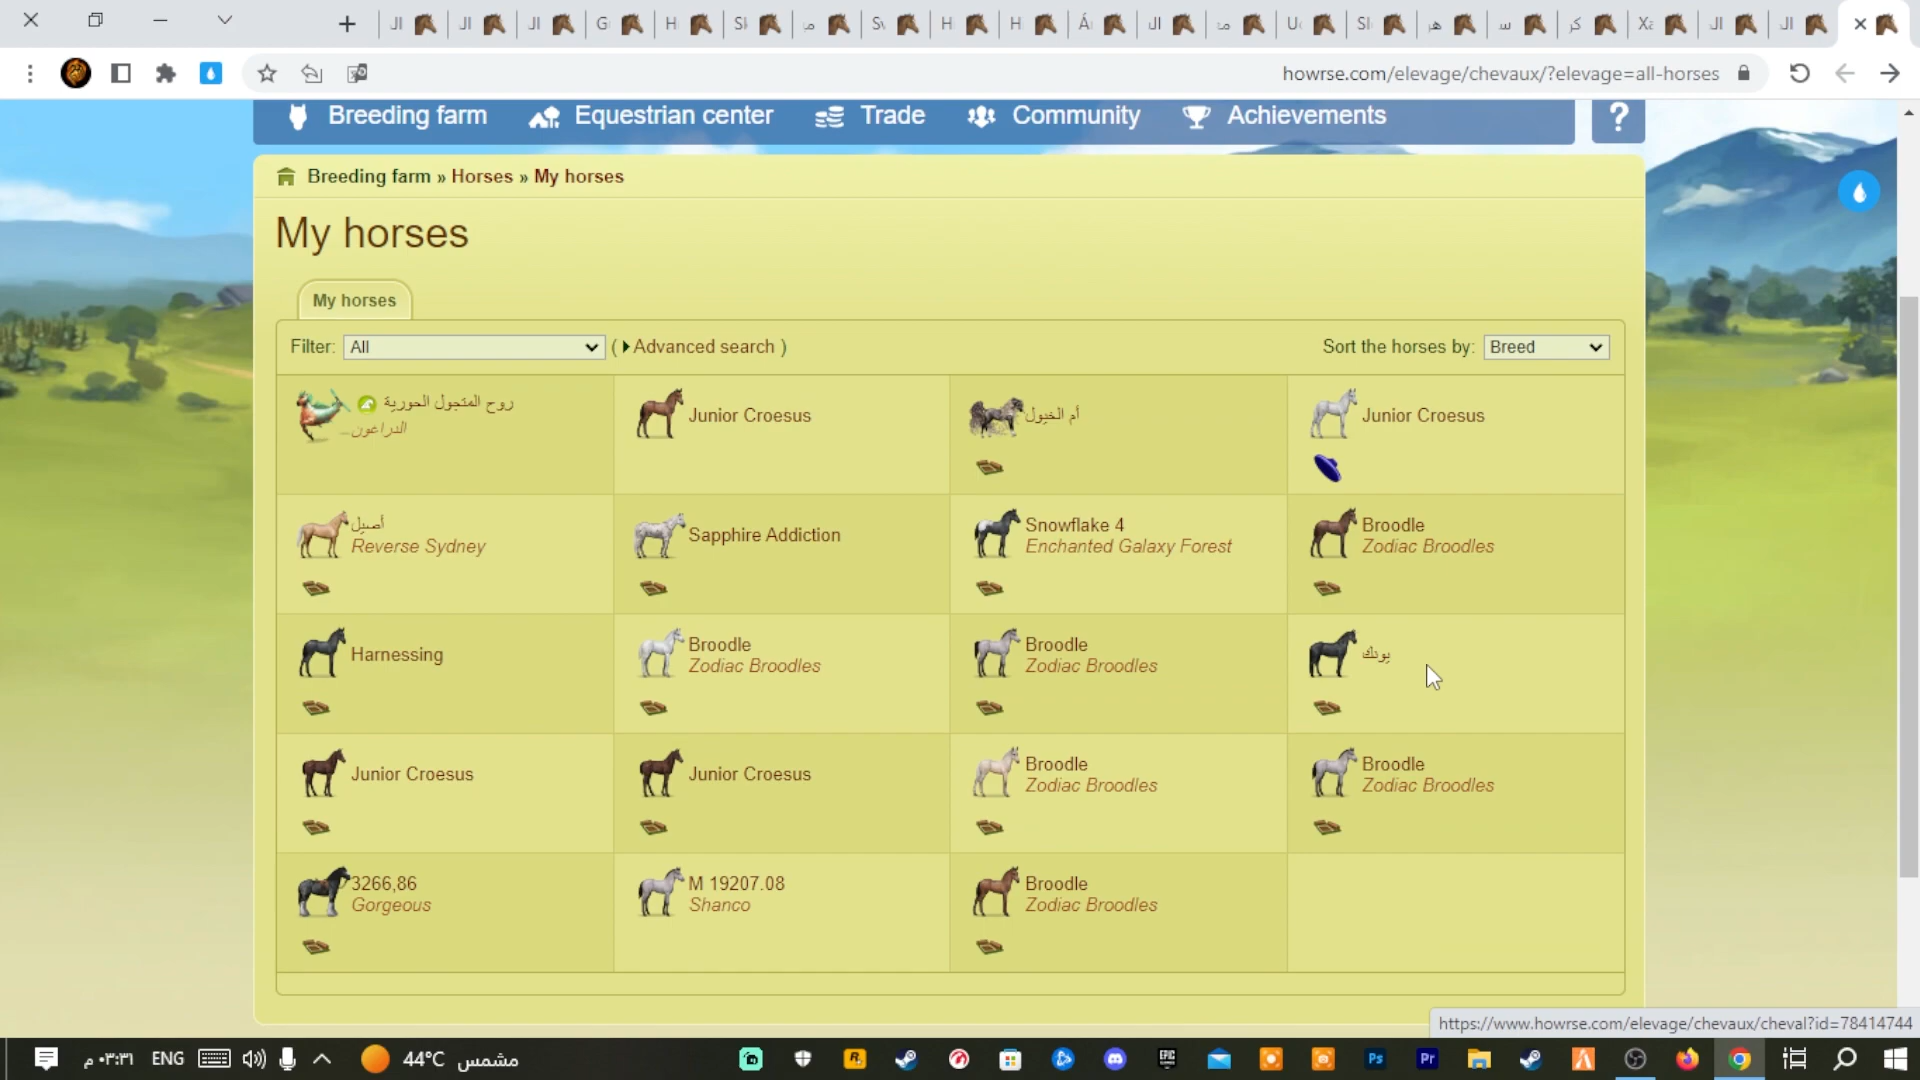 howrse.com/elevage/chevaux/?elevage=all-horses
Breeding farm
Equestrian center
Trade
Community
Achievements
?
Breeding farm » Horses » My horses
My horses
My horses
Filter: All ( Advanced search )
Sort the horses by: Breed
روح المتجول الحورية
الدراغون...
Junior Croesus
أم الخيول
Junior Croesus
أصيل
Reverse Sydney
Sapphire Addiction
Snowflake 4
Enchanted Galaxy Forest
Broodle
Zodiac Broodles
Harnessing
Broodle
Zodiac Broodles
Broodle
Zodiac Broodles
Junior Croesus
Junior Croesus
Broodle
Zodiac Broodles
Broodle
Zodiac Broodles
3266,86
Gorgeous
M 19207.08
Shanco
Broodle
Zodiac Broodles
https://www.howrse.com/elevage/chevaux/cheval?id=78414744
٠٣:٣١ م
ENG
44°C مشمس